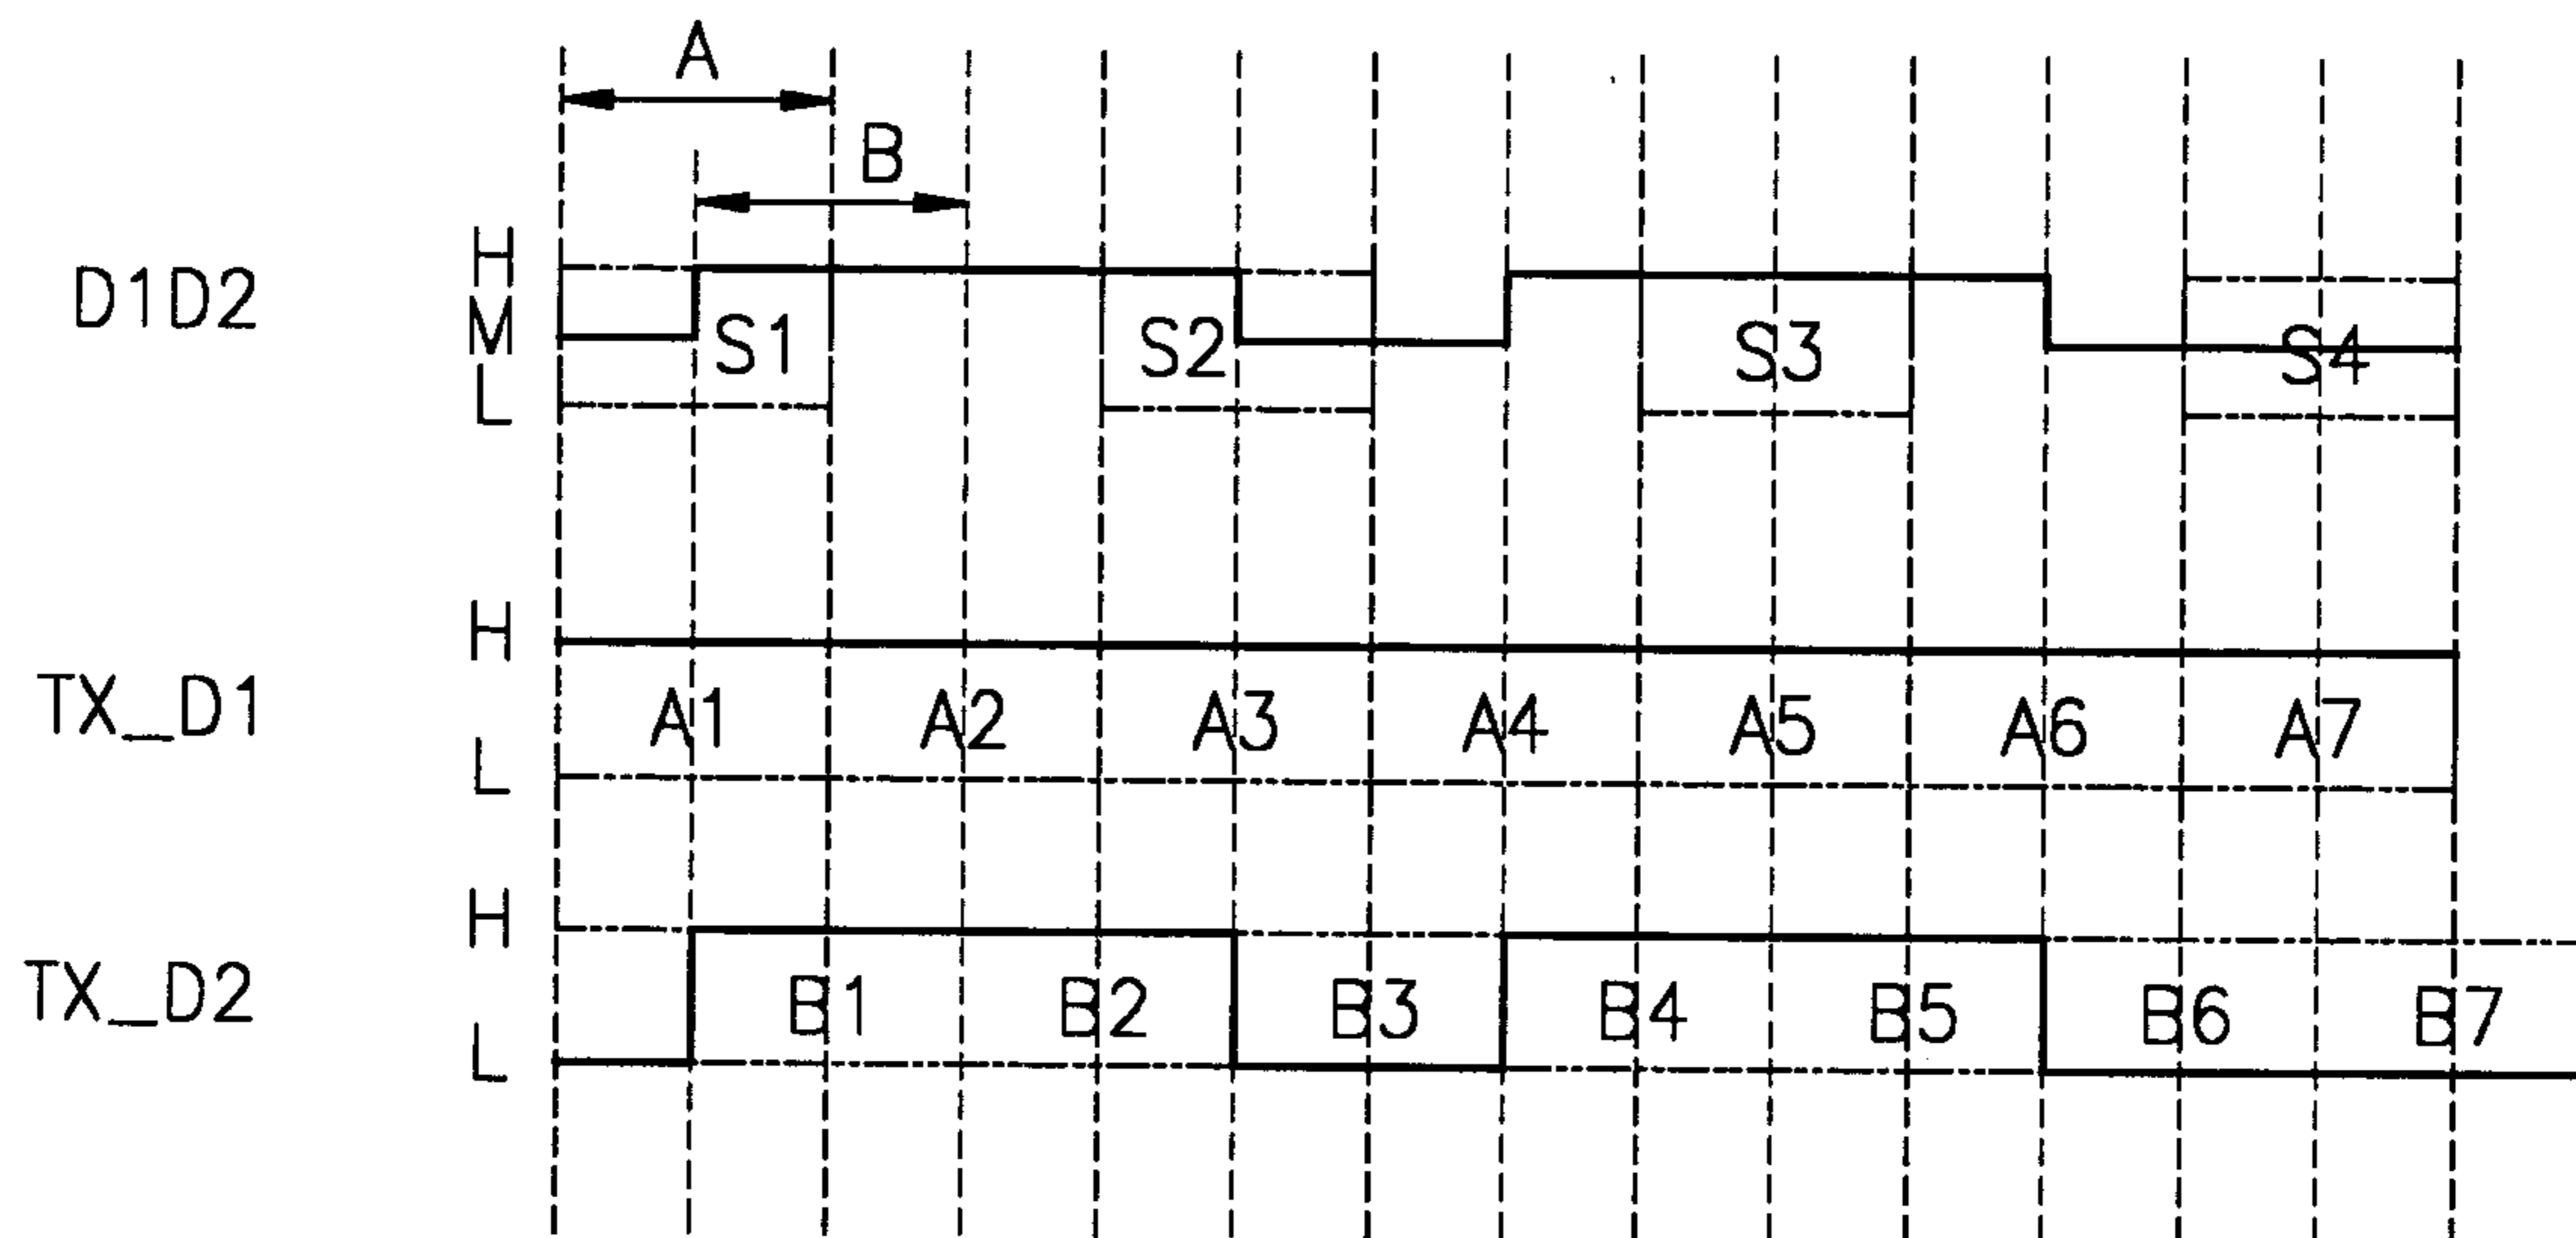 A
B
H
D1D2
M
S1
S2
S3
S4
L
H
TX_D1
A1
A2
A3
A4
A5
A6
A7
L
H
TX_D2
B1
B2
B3
B4
B5
B6
B7
L